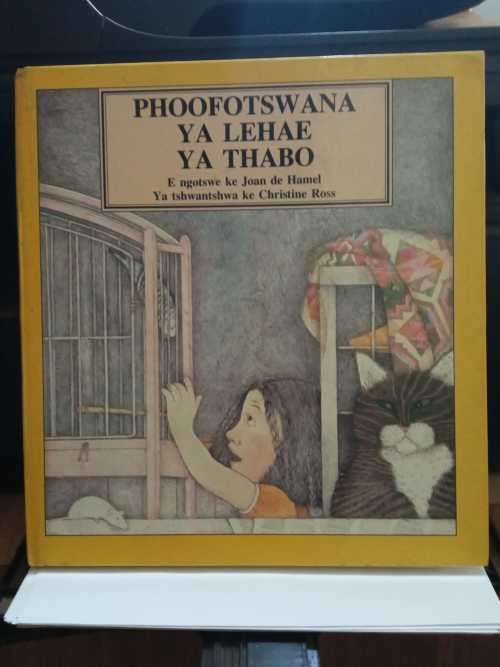 PHOOFOTSWANA
YA LEHAE
YA THABO
E ngotswe ke Joan de Hamel
Ya tshwantshwa ke Christine Ross